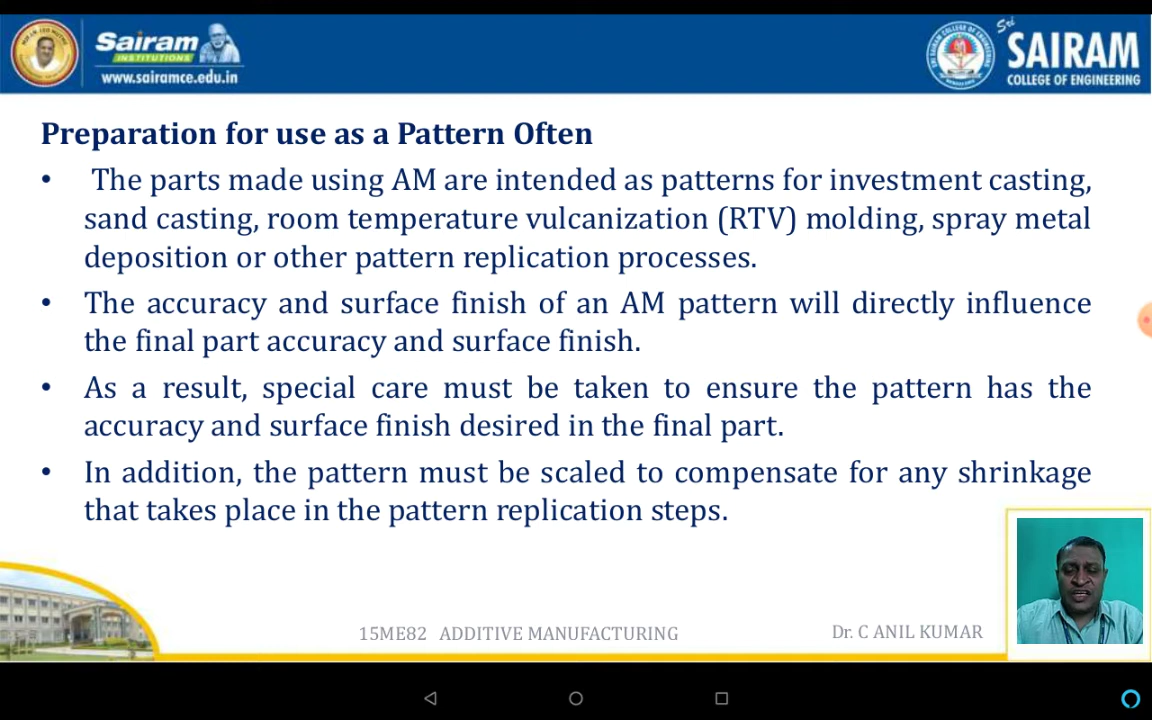 Sairam
INSTITUTIONS
www.sairamce.edu.in
Sri
SAIRAM
COLLEGE OF ENGINEERING
Preparation for use as a Pattern Often
• The parts made using AM are intended as patterns for investment casting,
sand casting, room temperature vulcanization (RTV) molding, spray metal
deposition or other pattern replication processes.
• The accuracy and surface finish of an AM pattern will directly influence
the final part accuracy and surface finish.
• As a result, special care must be taken to ensure the pattern has the
accuracy and surface finish desired in the final part.
• In addition, the pattern must be scaled to compensate for any shrinkage
that takes place in the pattern replication steps.
15ME82 ADDITIVE MANUFACTURING
Dr. C ANIL KUMAR